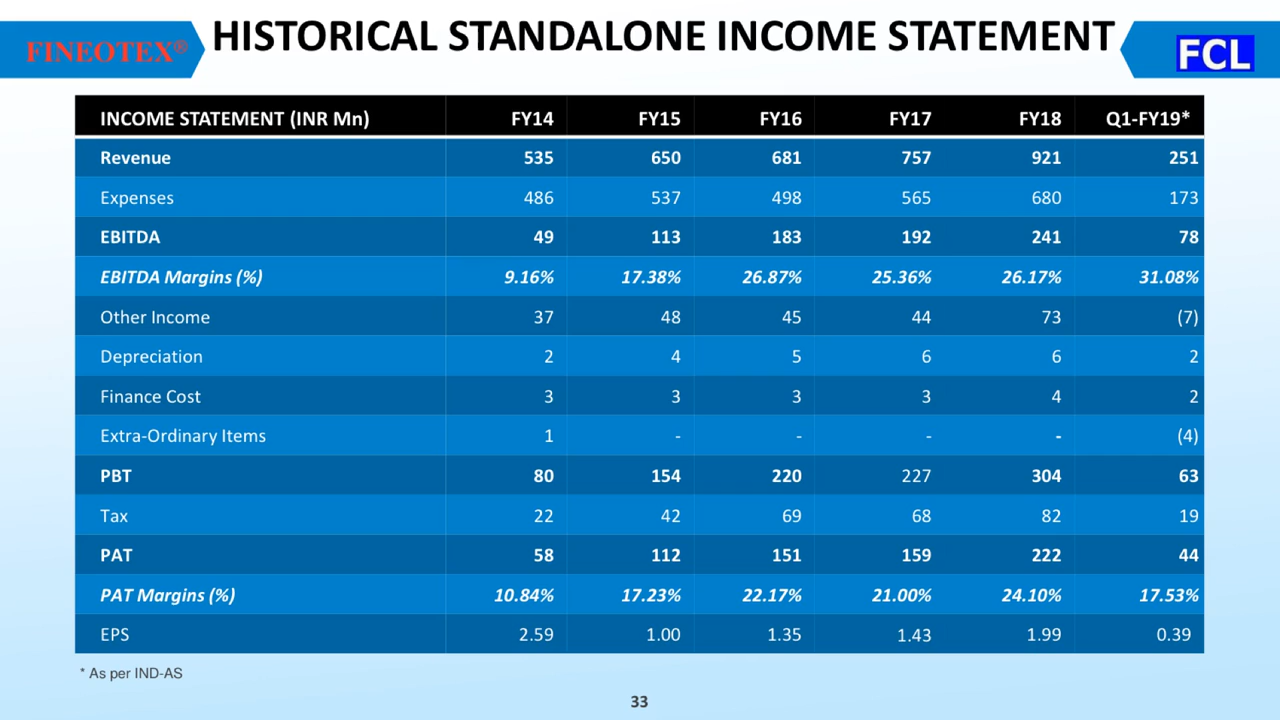 HISTORICAL STANDALONE INCOME STATEMENT
FINEOTEX®
FCL
INCOME STATEMENT (INR Mn) FY14 FY15 FY16 FY17 FY18 Q1-FY19*
Revenue 535 650 681 757 921 251
Expenses 486 537 498 565 680 173
EBITDA 49 113 183 192 241 78
EBITDA Margins (%) 9.16% 17.38% 26.87% 25.36% 26.17% 31.08%
Other Income 37 48 45 44 73 (7)
Depreciation 2 4 5 6 6 2
Finance Cost 3 3 3 3 4 2
Extra-Ordinary Items 1 - - - - (4)
PBT 80 154 220 227 304 63
Tax 22 42 69 68 82 19
PAT 58 112 151 159 222 44
PAT Margins (%) 10.84% 17.23% 22.17% 21.00% 24.10% 17.53%
EPS 2.59 1.00 1.35 1.43 1.99 0.39
* As per IND-AS
33